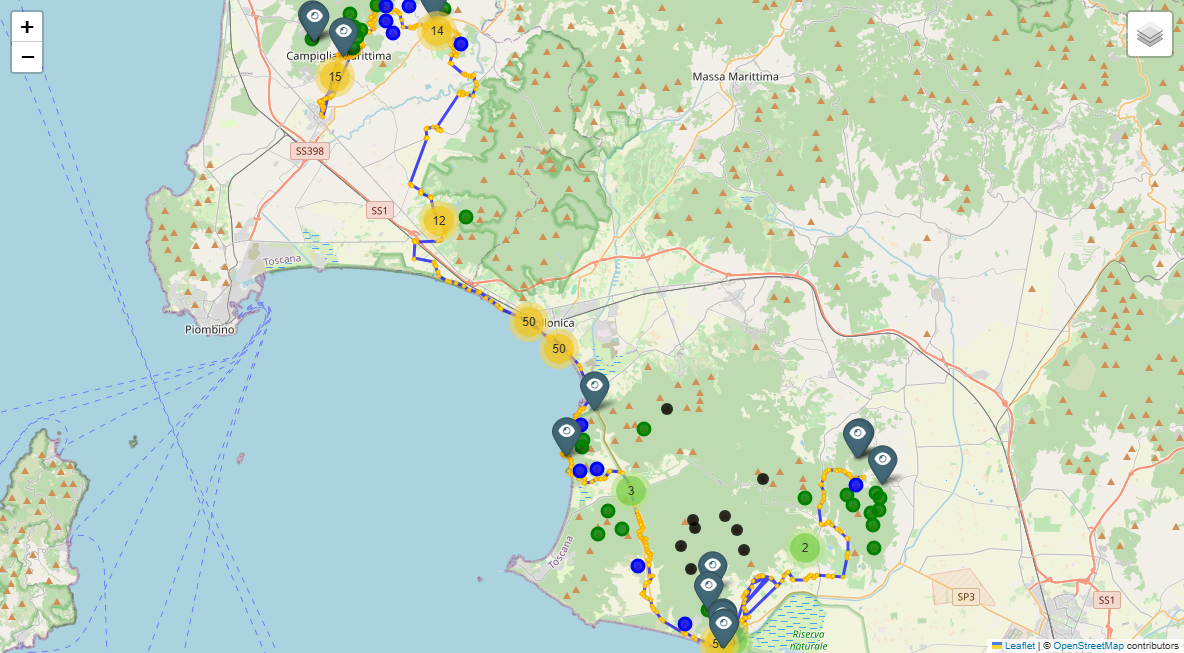 +
−
14
Campiglia Marittima
15
Massa Marittima
SS398
SS1
12
Toscana
Piombino
50
lonica
50
3
2
Toscana
SP3
SS1
5
Riserva
naturale
Leaflet | © OpenStreetMap contributors